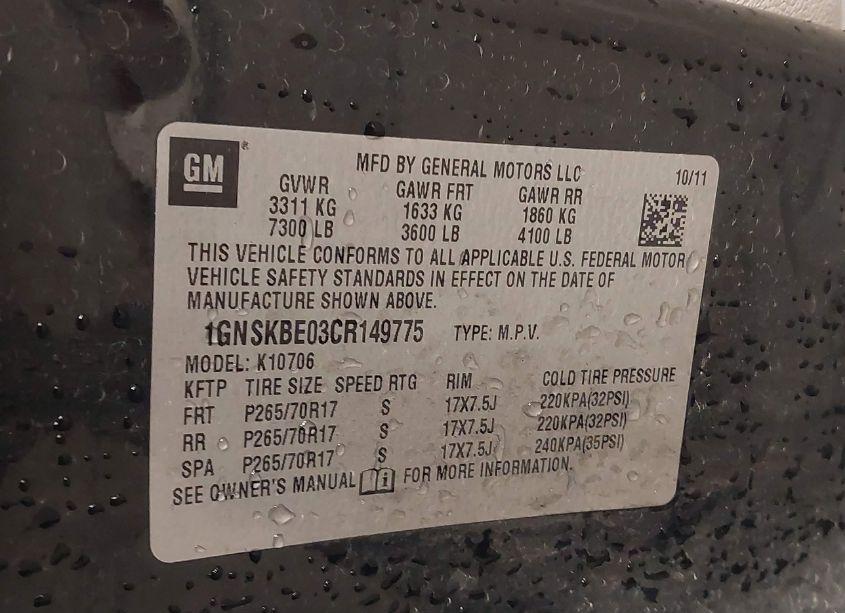 GM
MFD BY GENERAL MOTORS LLC 10/11
GVWR GAWR FRT GAWR RR
3311 KG 1633 KG 1860 KG
7300 LB 3600 LB 4100 LB
THIS VEHICLE CONFORMS TO ALL APPLICABLE U.S. FEDERAL MOTOR
VEHICLE SAFETY STANDARDS IN EFFECT ON THE DATE OF
MANUFACTURE SHOWN ABOVE.
1GNSKBE03CR149775 TYPE: M.P.V.
MODEL: K10706
KFTP TIRE SIZE SPEED RTG RIM COLD TIRE PRESSURE
FRT P265/70R17 S 17X7.5J 220KPA(32PSI)
RR P265/70R17 S 17X7.5J 220KPA(32PSI)
SPA P265/70R17 S 17X7.5J 240KPA(35PSI)
SEE OWNER'S MANUAL FOR MORE INFORMATION.